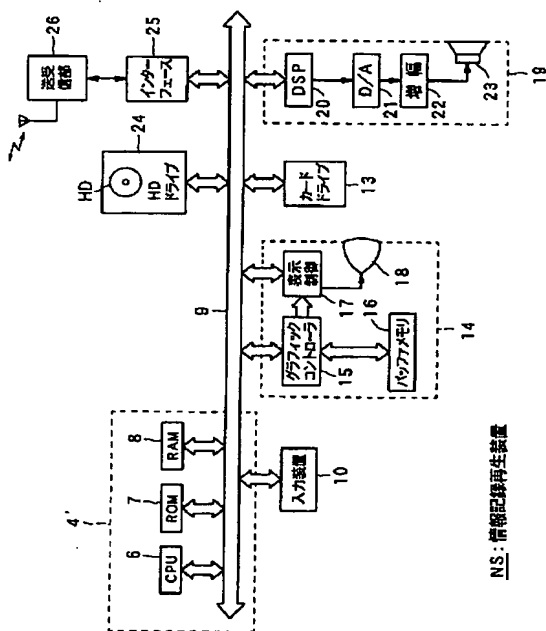 4'
6
CPU
7
ROM
8
RAM
9
10
入力装置
HD
24
HD
ドライブ
送受
信部
26
インター
フェース
25
グラフィック
コントローラ
15
表示
制御
17
18
バッファメモリ
16
14
カード
ドライブ
13
DSP
20
D/A
21
増幅
22
23
19
NS:情報記録再生装置